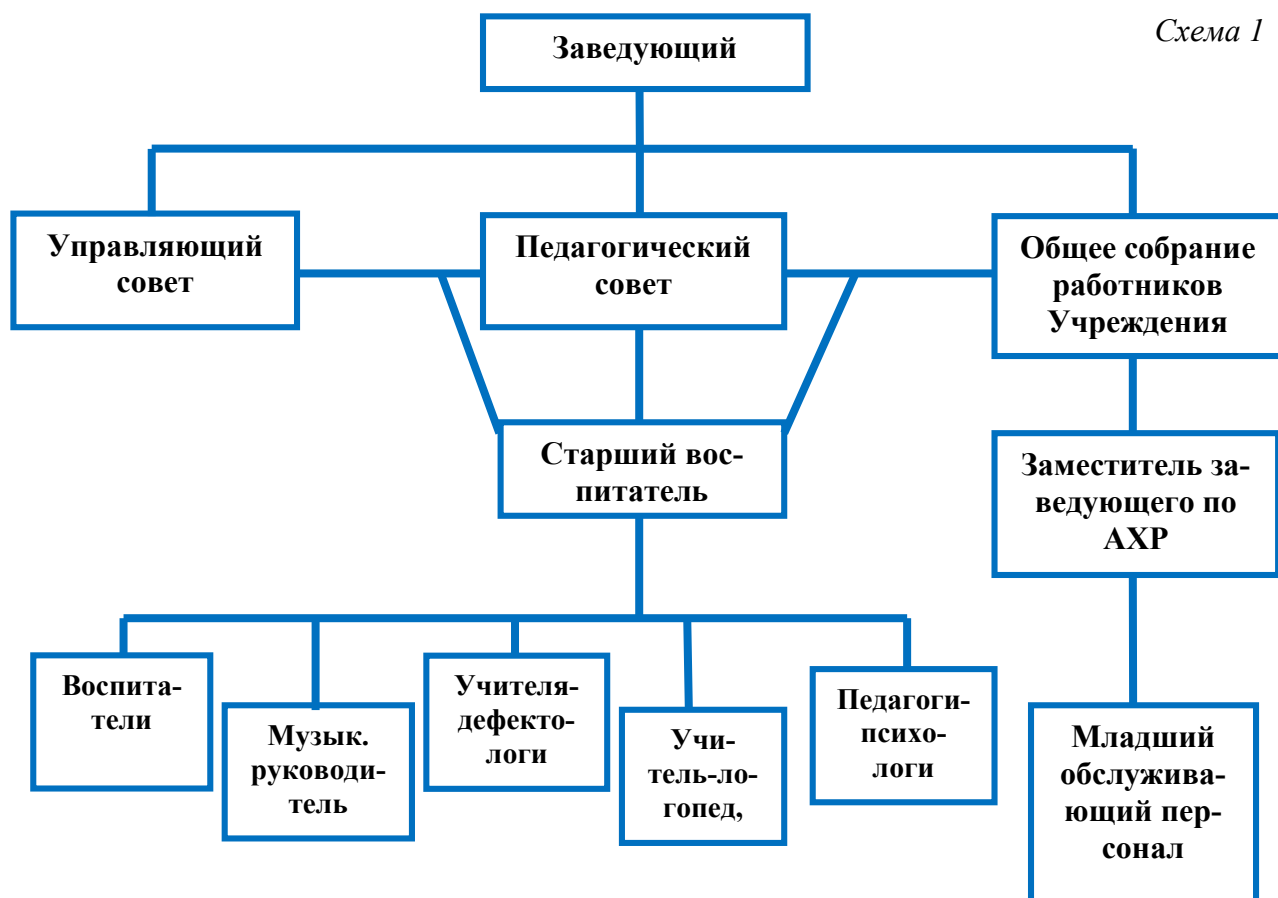 Схема 1
Заведующий
Управляющий
совет
Педагогический
совет
Общее собрание
работников
Учреждения
Старший вос-
питатель
Заместитель за-
ведующего по
АХР
Воспита-
тели
Музык.
руководи-
тель
Учителя-
дефекто-
логи
Учи-
тель-ло-
гопед,
Педагоги-
психо-
логи
Младший
обслужива-
ющий пер-
сонал